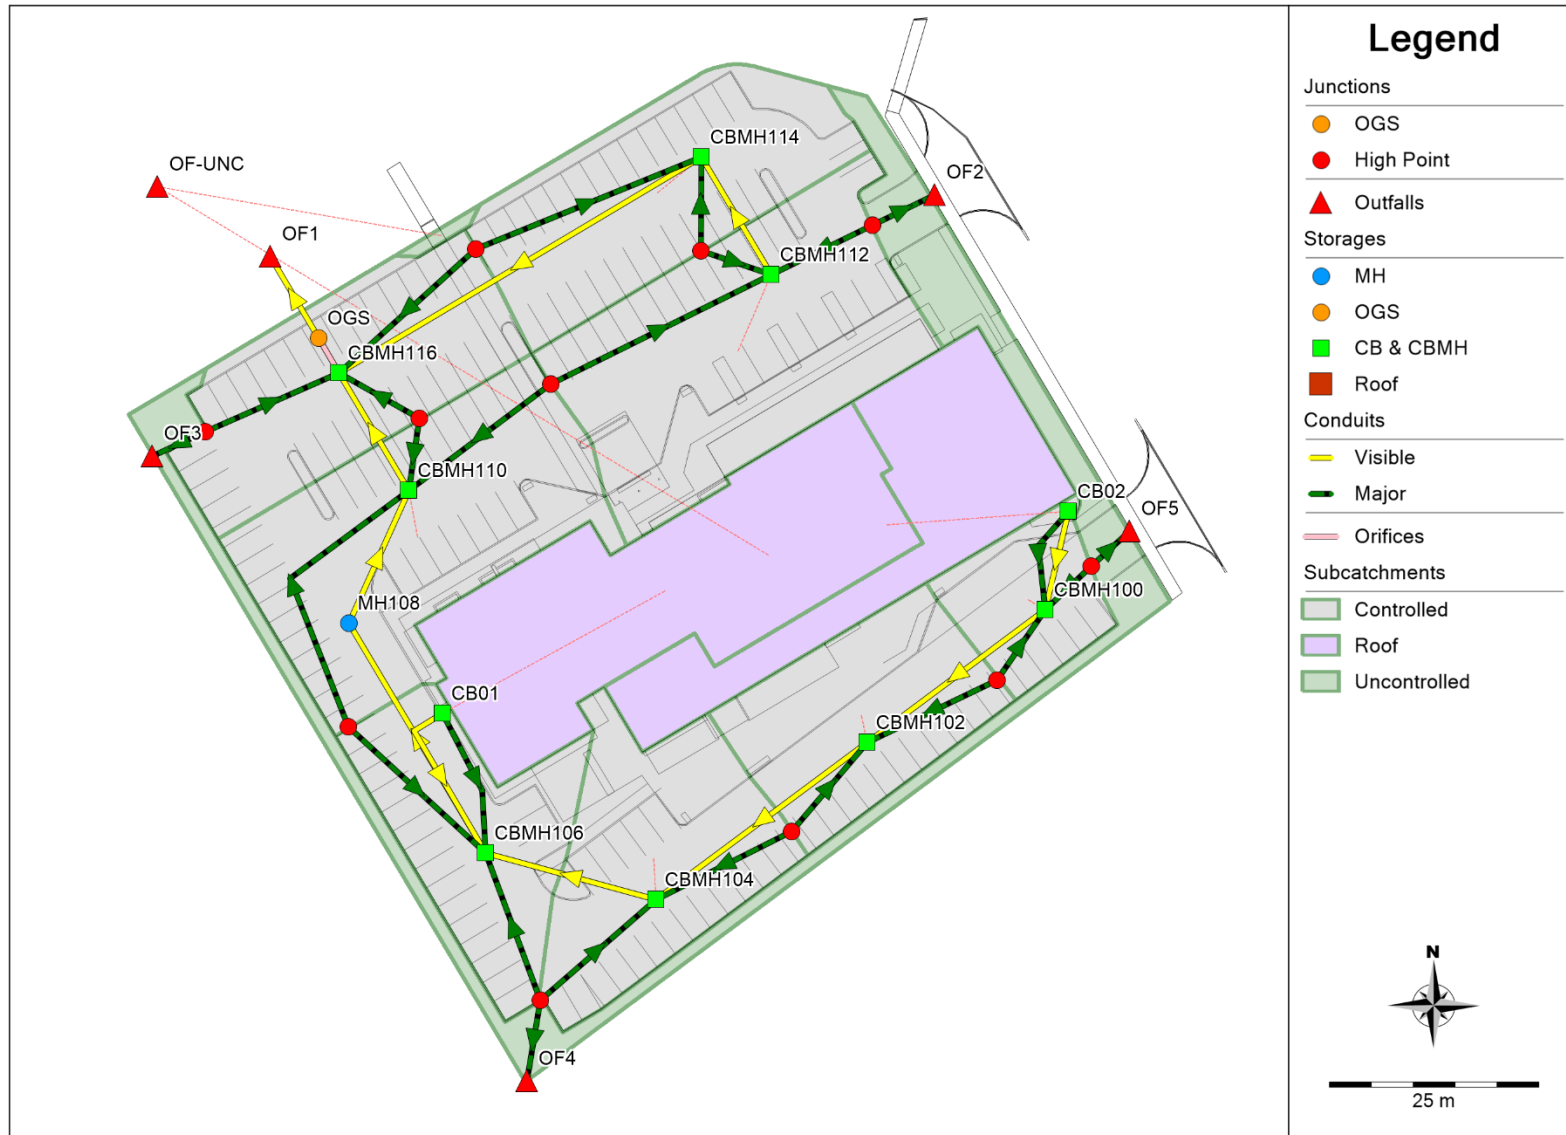 CBMH114
OF-UNC
OF2
OF1
CBMH112
OGS
CBMH116
OF3
CBMH110
CB02
OF5
CBMH100
MH108
CB01
CBMH102
CBMH106
CBMH104
OF4
Legend
Junctions
OGS
High Point
Outfalls
Storages
MH
OGS
CB & CBMH
Roof
Conduits
Visible
Major
Orifices
Subcatchments
Controlled
Roof
Uncontrolled
N
25 m